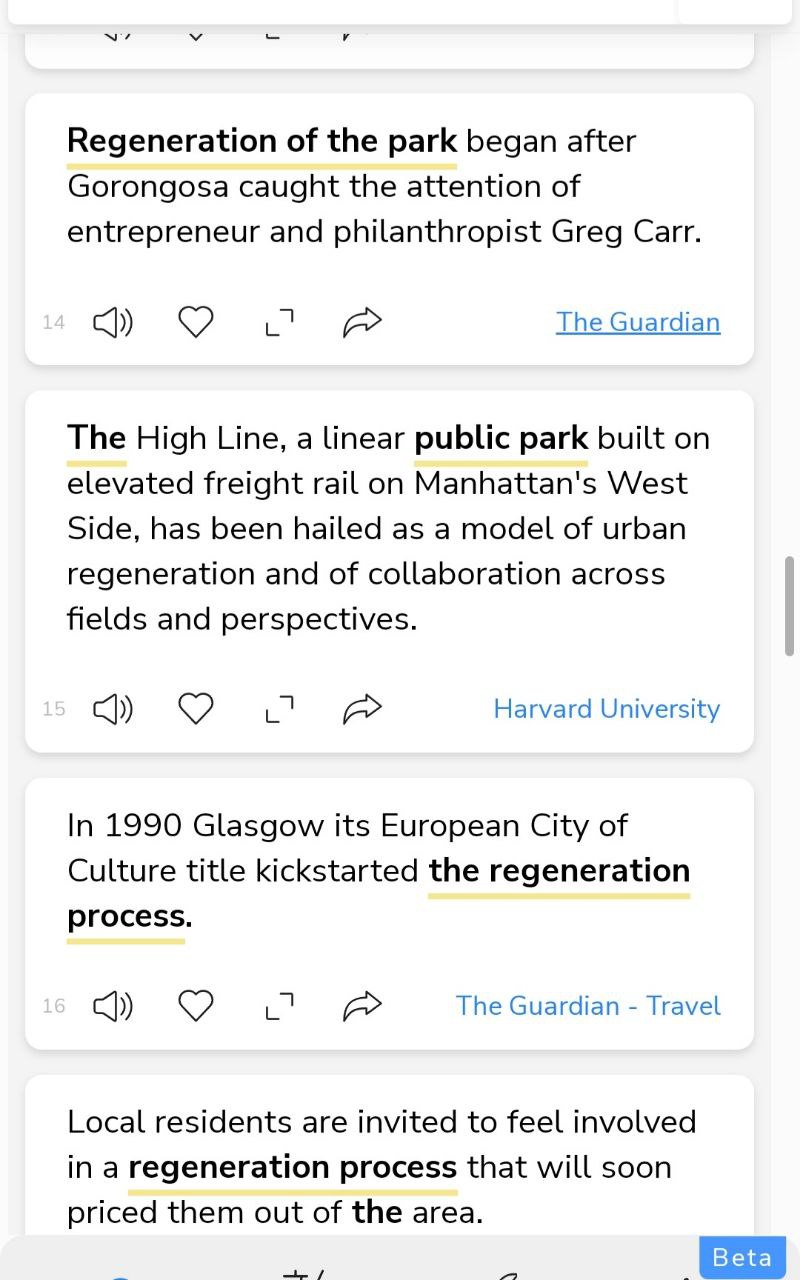 Regeneration of the park began after
Gorongosa caught the attention of
entrepreneur and philanthropist Greg Carr.
14
The Guardian
The High Line, a linear public park built on
elevated freight rail on Manhattan's West
Side, has been hailed as a model of urban
regeneration and of collaboration across
fields and perspectives.
15
Harvard University
In 1990 Glasgow its European City of
Culture title kickstarted the regeneration
process.
16
The Guardian - Travel
Local residents are invited to feel involved
in a regeneration process that will soon
priced them out of the area.
Beta